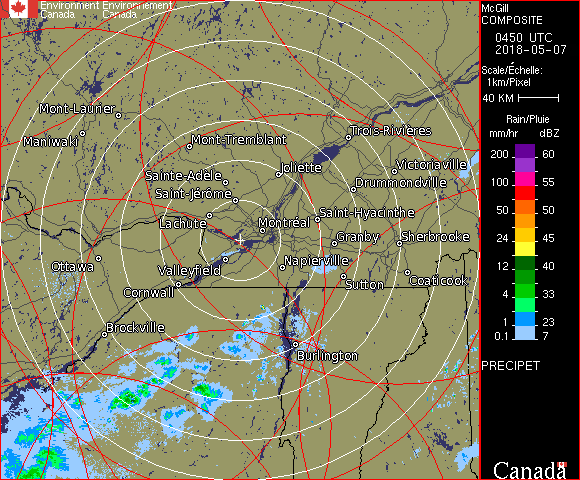 Environment Environnement
Canada Canada
McGill
COMPOSITE
0450 UTC
2018-05-07
Scale/Échelle:
1km/Pixel
40 KM
Rain/Pluie
mm/hr dBZ
200 60
160
100 55
50 50
24 45
30
12 40
4 33
1 23
0.1 7
PRECIPET
Canada
Mont-Laurier
Maniwaki
Mont-Tremblant
Trois-Rivières
Sainte-Adèle
Joliette
Victoriaville
Saint-Jérôme
Drummondville
Lachute
Montréal
Saint-Hyacinthe
Granby
Sherbrooke
Ottawa
Valleyfield
Napierville
Cornwall
Sutton
Coaticook
Brockville
Burlington